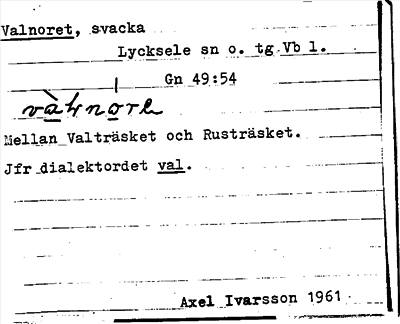 Valnoret, svacka
Lycksele sn o. tg Vb l.
Gn 49:54
Mellan Valträsket och Rusträsket.
Jfr dialektordet val.
Axel Ivarsson 1961